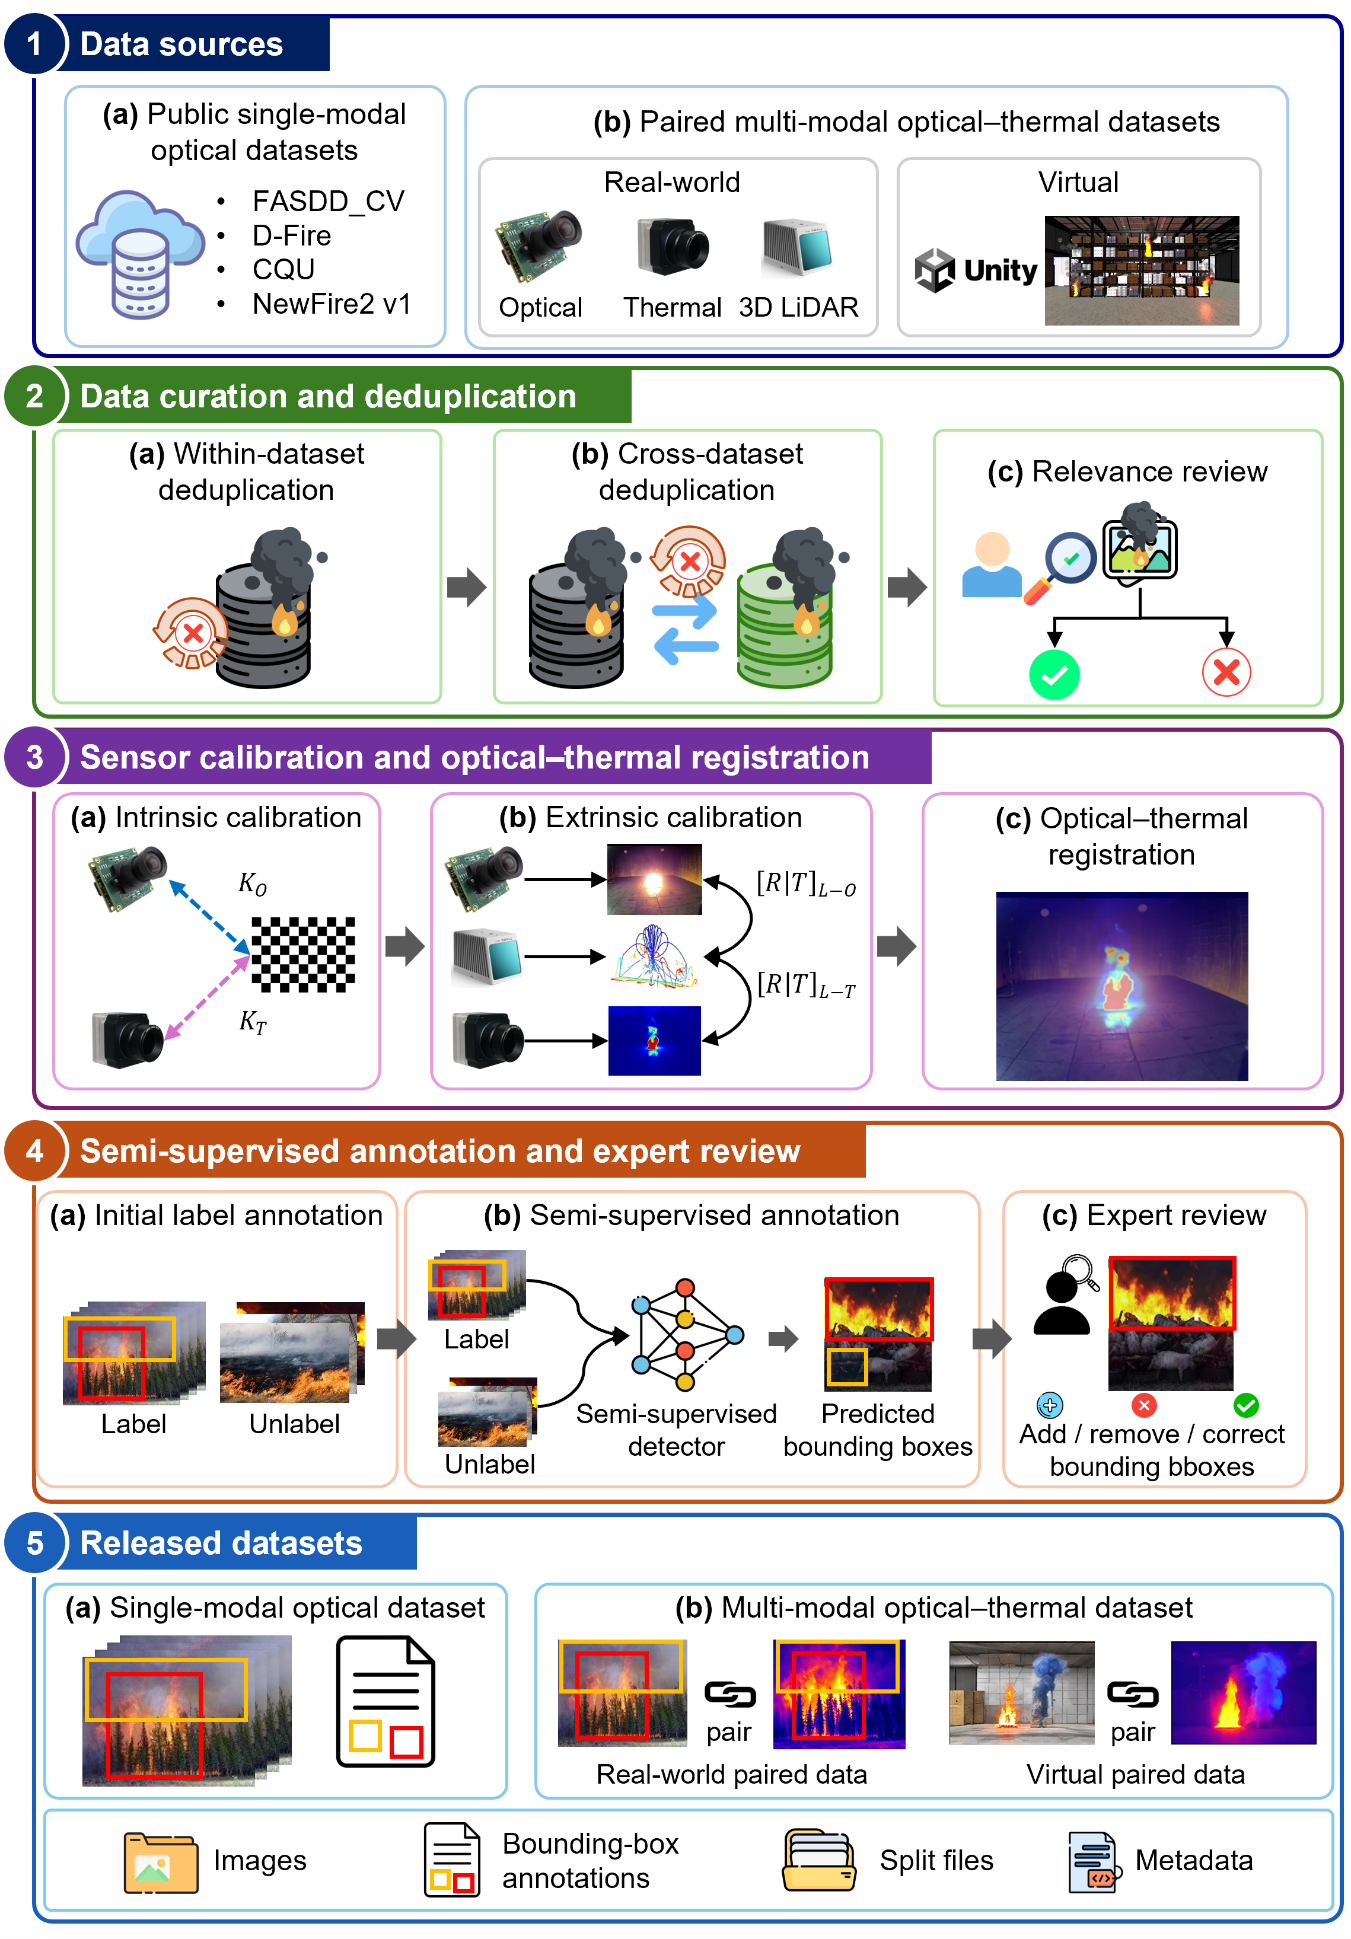 1 Data sources
(a) Public single-modal
optical datasets
• FASDD_CV
• D-Fire
• CQU
• NewFire2 v1
(b) Paired multi-modal optical–thermal datasets
Real-world
Optical
Thermal
3D LiDAR
Virtual
Unity
2 Data curation and deduplication
(a) Within-dataset
deduplication
(b) Cross-dataset
deduplication
(c) Relevance review
3 Sensor calibration and optical–thermal registration
(a) Intrinsic calibration
K_O
K_T
(b) Extrinsic calibration
[R|T]_{L−O}
[R|T]_{L−T}
(c) Optical–thermal
registration
4 Semi-supervised annotation and expert review
(a) Initial label annotation
Label
Unlabel
(b) Semi-supervised annotation
Label
Unlabel
Semi-supervised
detector
Predicted
bounding boxes
(c) Expert review
Add / remove / correct
bounding bboxes
5 Released datasets
(a) Single-modal optical dataset
(b) Multi-modal optical–thermal dataset
pair
Real-world paired data
pair
Virtual paired data
Images
Bounding-box
annotations
Split files
Metadata